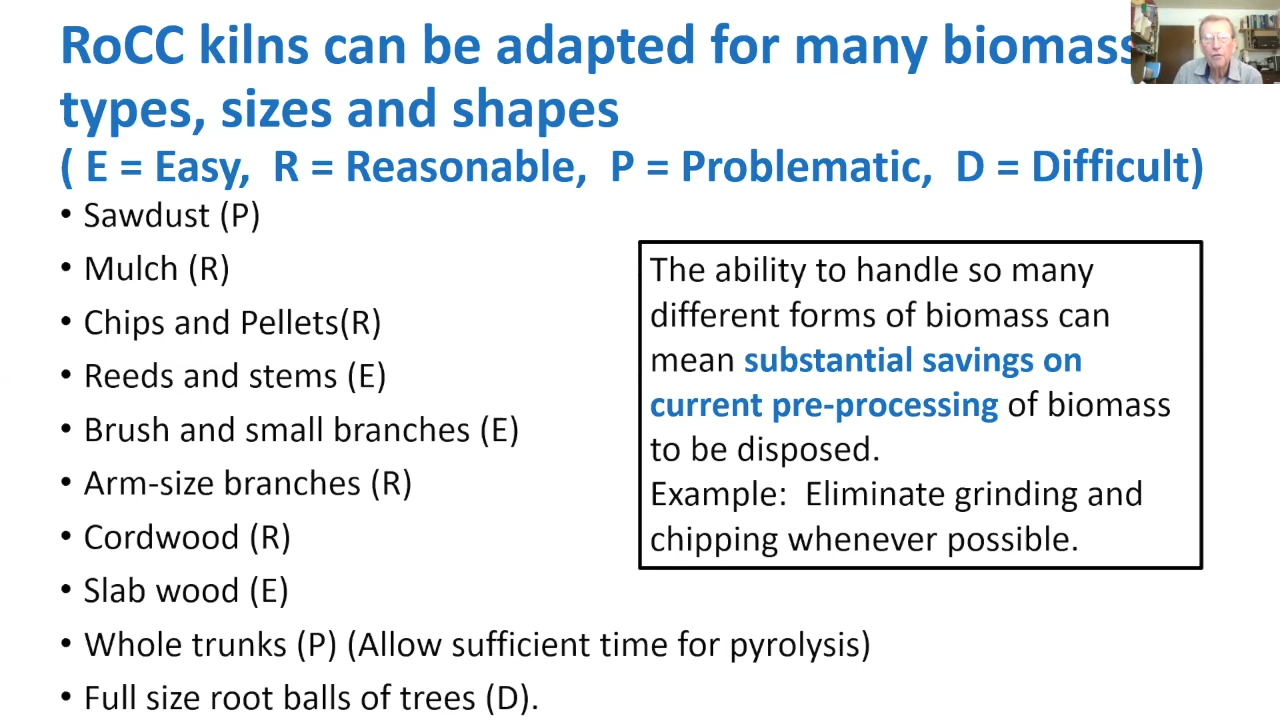 RoCC kilns can be adapted for many biomass
types, sizes and shapes
( E = Easy, R = Reasonable, P = Problematic, D = Difficult)
• Sawdust (P)
• Mulch (R)
• Chips and Pellets(R)
• Reeds and stems (E)
• Brush and small branches (E)
• Arm-size branches (R)
• Cordwood (R)
• Slab wood (E)
• Whole trunks (P) (Allow sufficient time for pyrolysis)
• Full size root balls of trees (D).
The ability to handle so many
different forms of biomass can
mean substantial savings on
current pre-processing of biomass
to be disposed.
Example: Eliminate grinding and
chipping whenever possible.